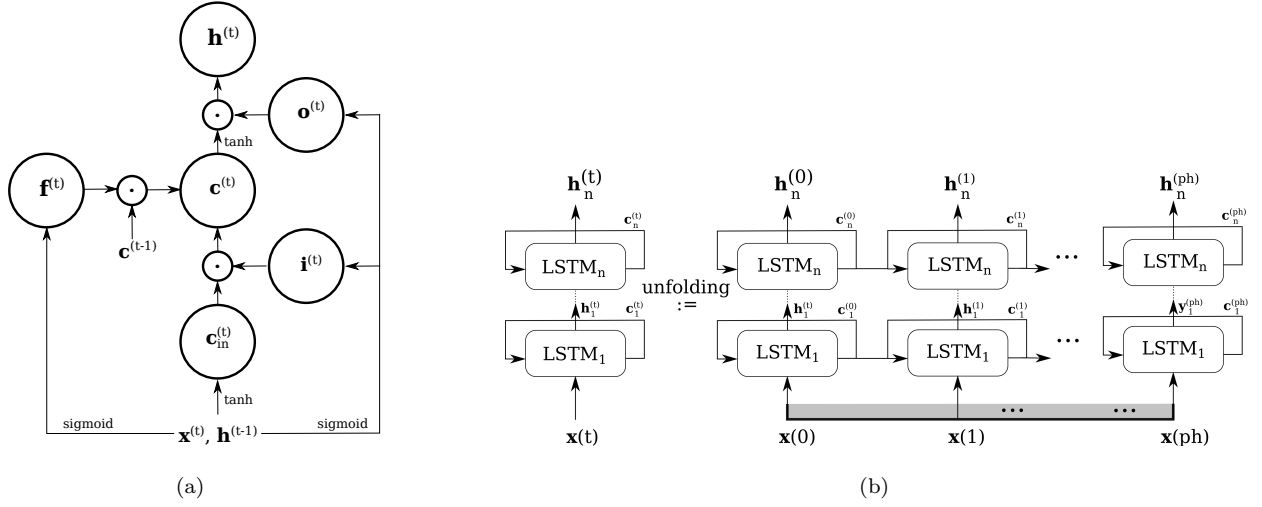 h(t)
o(t)
tanh
f(t)
c(t)
c(t-1)
i(t)
c(t)in
tanh
sigmoid
x(t), h(t-1)
sigmoid
(a)
h(t)n
h(0)n
h(1)n
h(ph)n
c(t)n
c(0)n
c(1)n
c(ph)n
LSTMn
LSTMn
LSTMn
...
LSTMn
unfolding
:=
h(t)1
c(t)1
h(t)1
c(0)1
h(1)1
c(1)1
y(ph)1
c(ph)1
LSTM1
LSTM1
LSTM1
...
LSTM1
... ...
x(t)
x(0)
x(1)
x(ph)
(b)